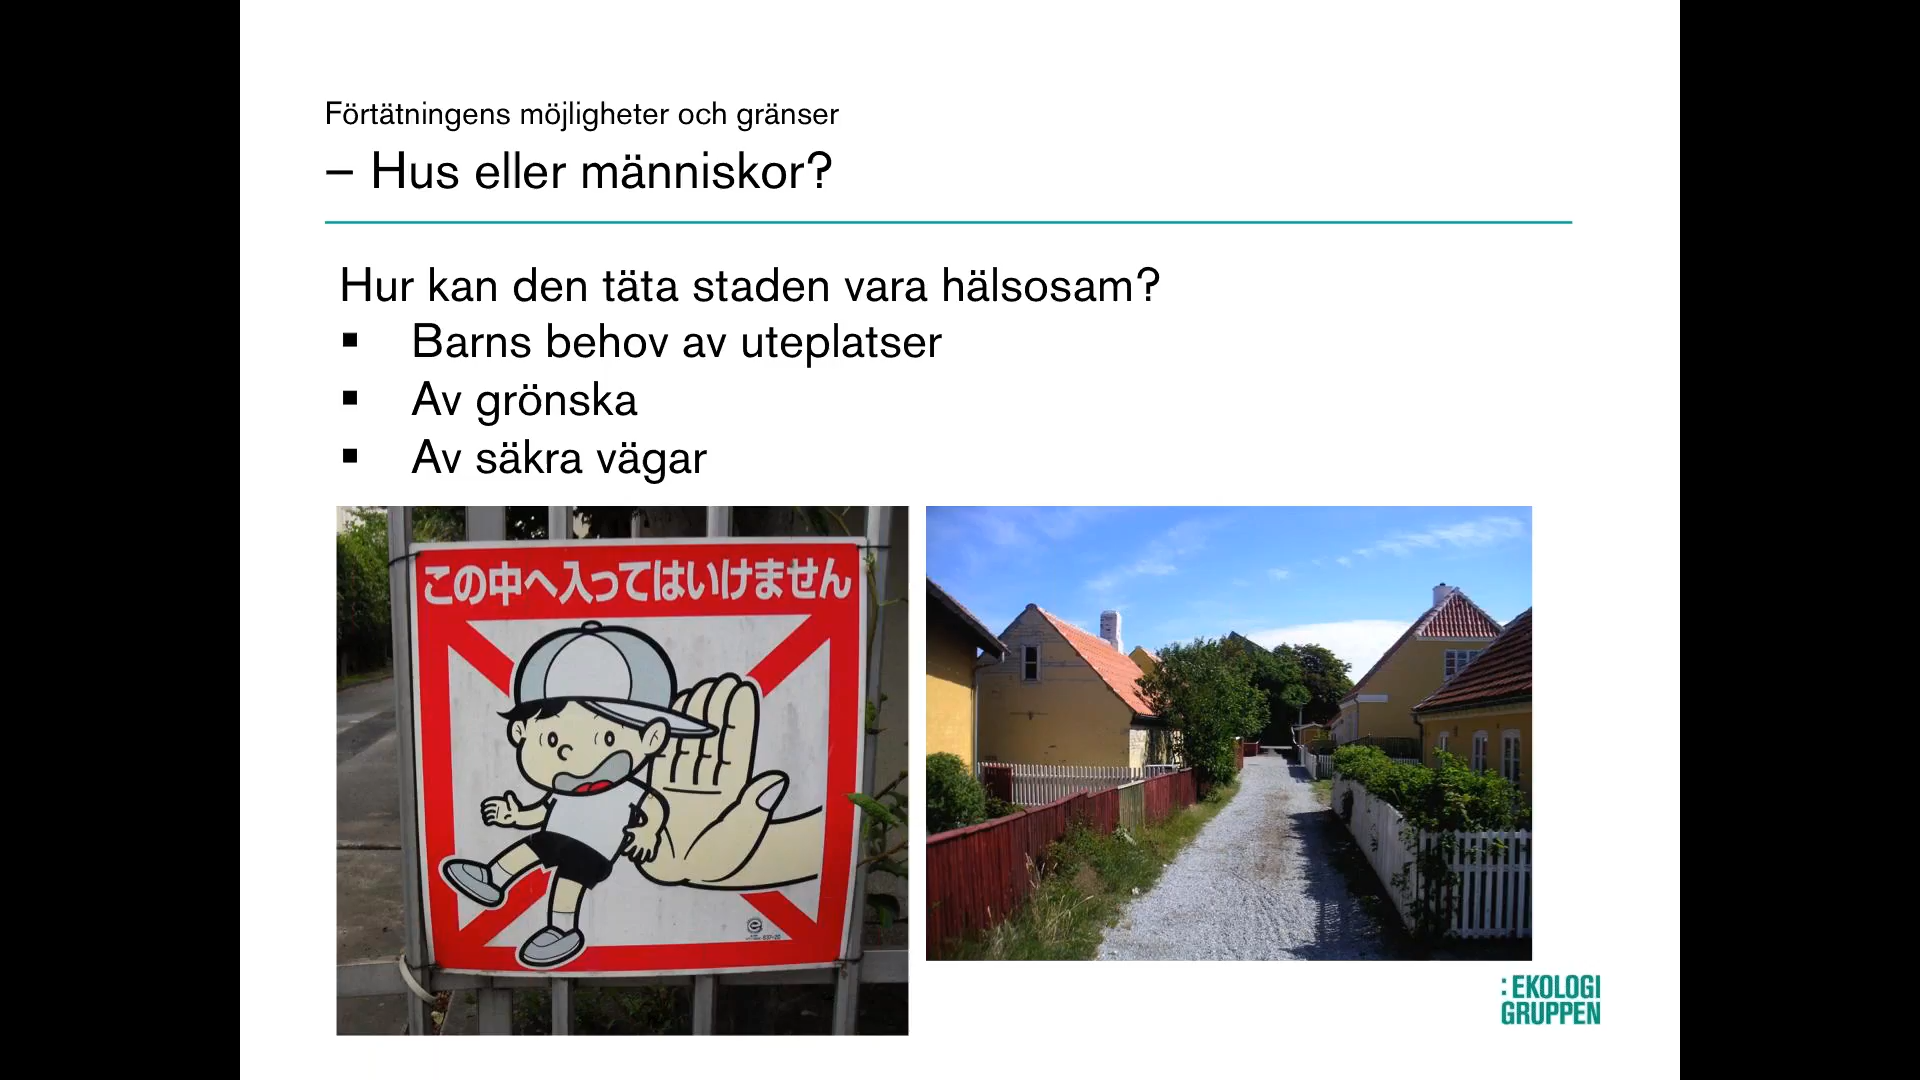 Förtätningens möjligheter och gränser
– Hus eller människor?
Hur kan den täta staden vara hälsosam?
▪ Barns behov av uteplatser
▪ Av grönska
▪ Av säkra vägar
この中へ入ってはいけません
:EKOLOGI
GRUPPEN